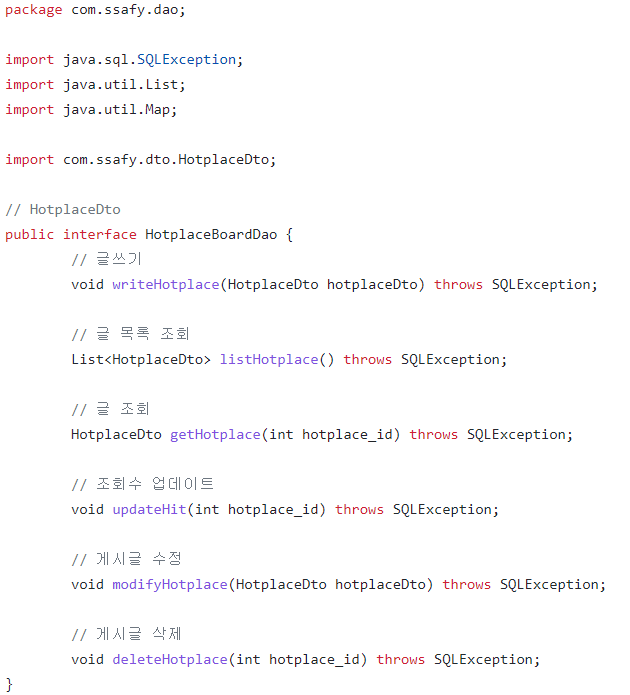 package com.ssafy.dao;
import java.sql.SQLException;
import java.util.List;
import java.util.Map;
import com.ssafy.dto.HotplaceDto;
// HotplaceDto
public interface HotplaceBoardDao {
// 글쓰기
void writeHotplace(HotplaceDto hotplaceDto) throws SQLException;
// 글 목록 조회
List<HotplaceDto> listHotplace() throws SQLException;
// 글 조회
HotplaceDto getHotplace(int hotplace_id) throws SQLException;
// 조회수 업데이트
void updateHit(int hotplace_id) throws SQLException;
// 게시글 수정
void modifyHotplace(HotplaceDto hotplaceDto) throws SQLException;
// 게시글 삭제
void deleteHotplace(int hotplace_id) throws SQLException;
}